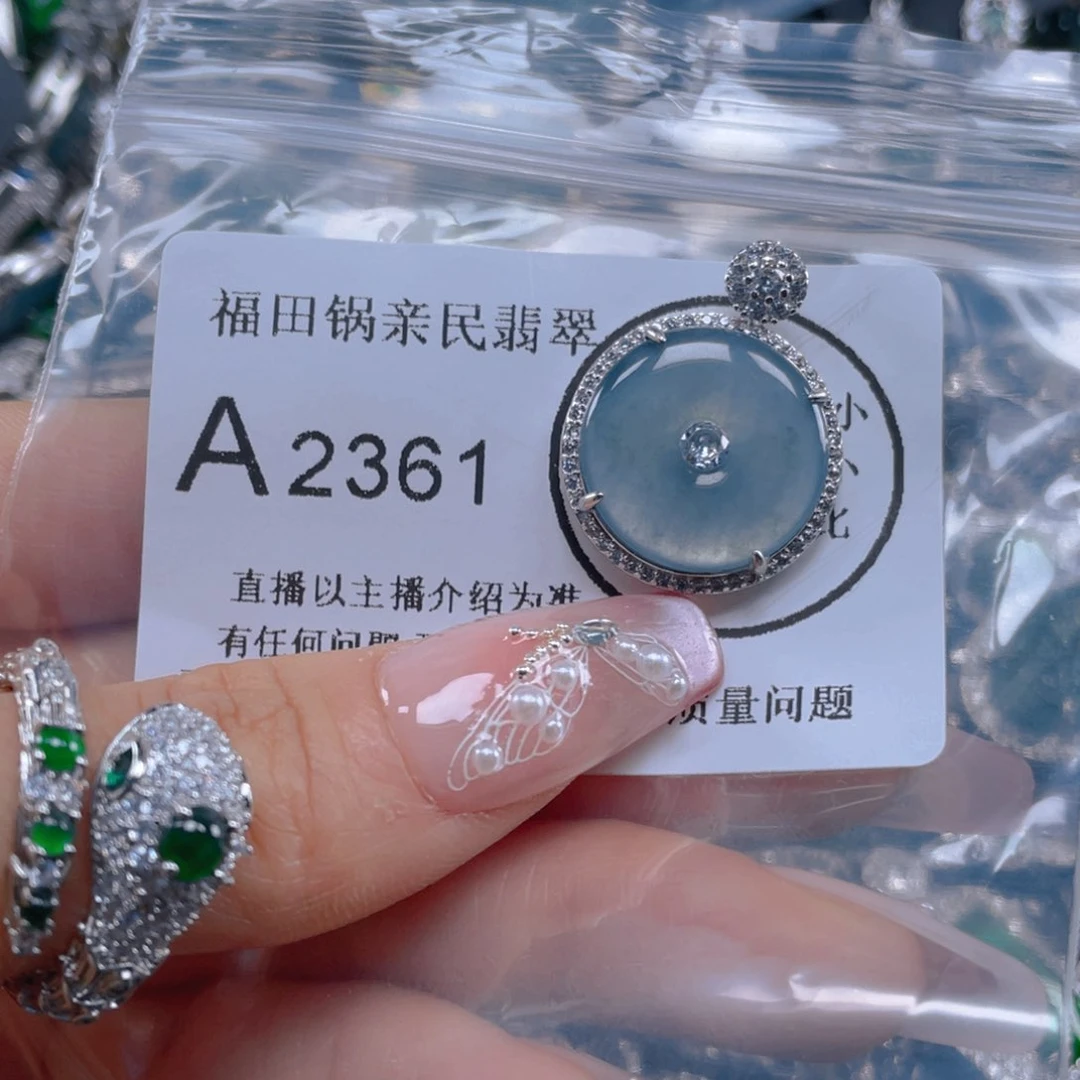 福田锅亲民翡翠
A2361
小
直播以主播介绍为准
有任何问题
质量问题